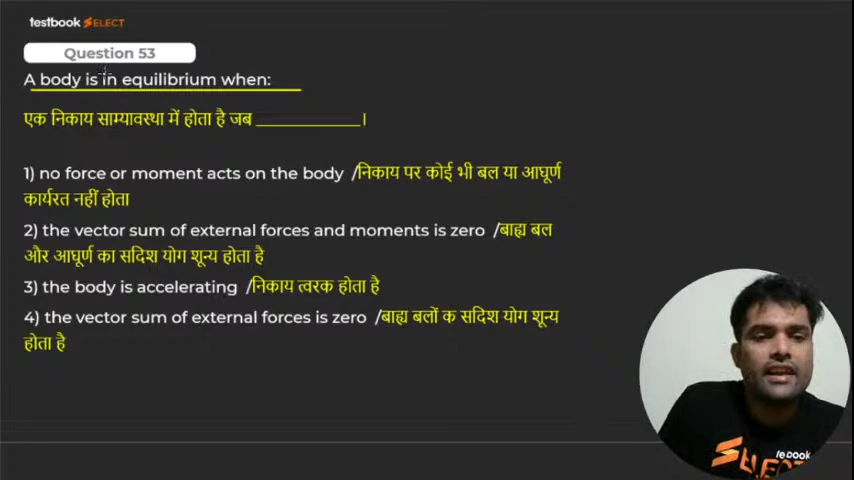 testbook SELECT
Question 53
A body is in equilibrium when:
एक निकाय साम्यावस्था में होता है जब ____________।
1) no force or moment acts on the body /निकाय पर कोई भी बल या आघूर्ण
कार्यरत नहीं होता
2) the vector sum of external forces and moments is zero /बाह्य बल
और आघूर्ण का सदिश योग शून्य होता है
3) the body is accelerating /निकाय त्वरक होता है
4) the vector sum of external forces is zero /बाह्य बलों क सदिश योग शून्य
होता है